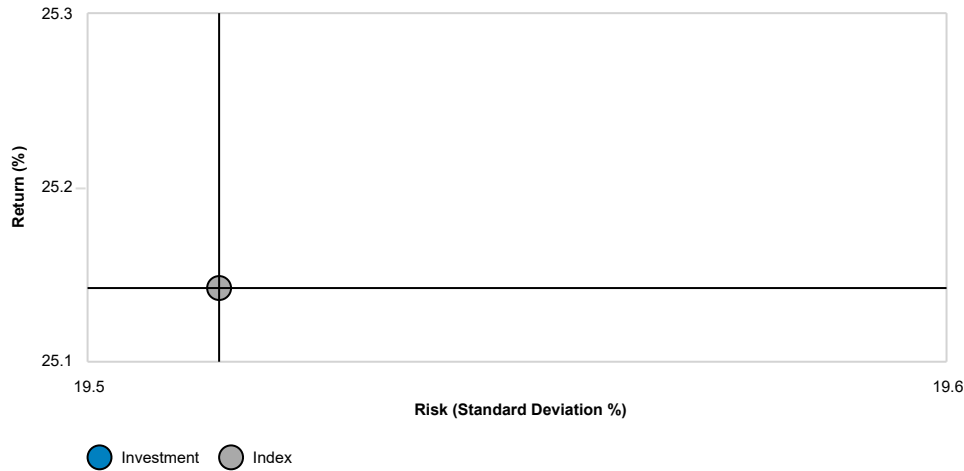 25.3
25.2
25.1
Return (%)
19.5
19.6
Risk (Standard Deviation %)
Investment
Index